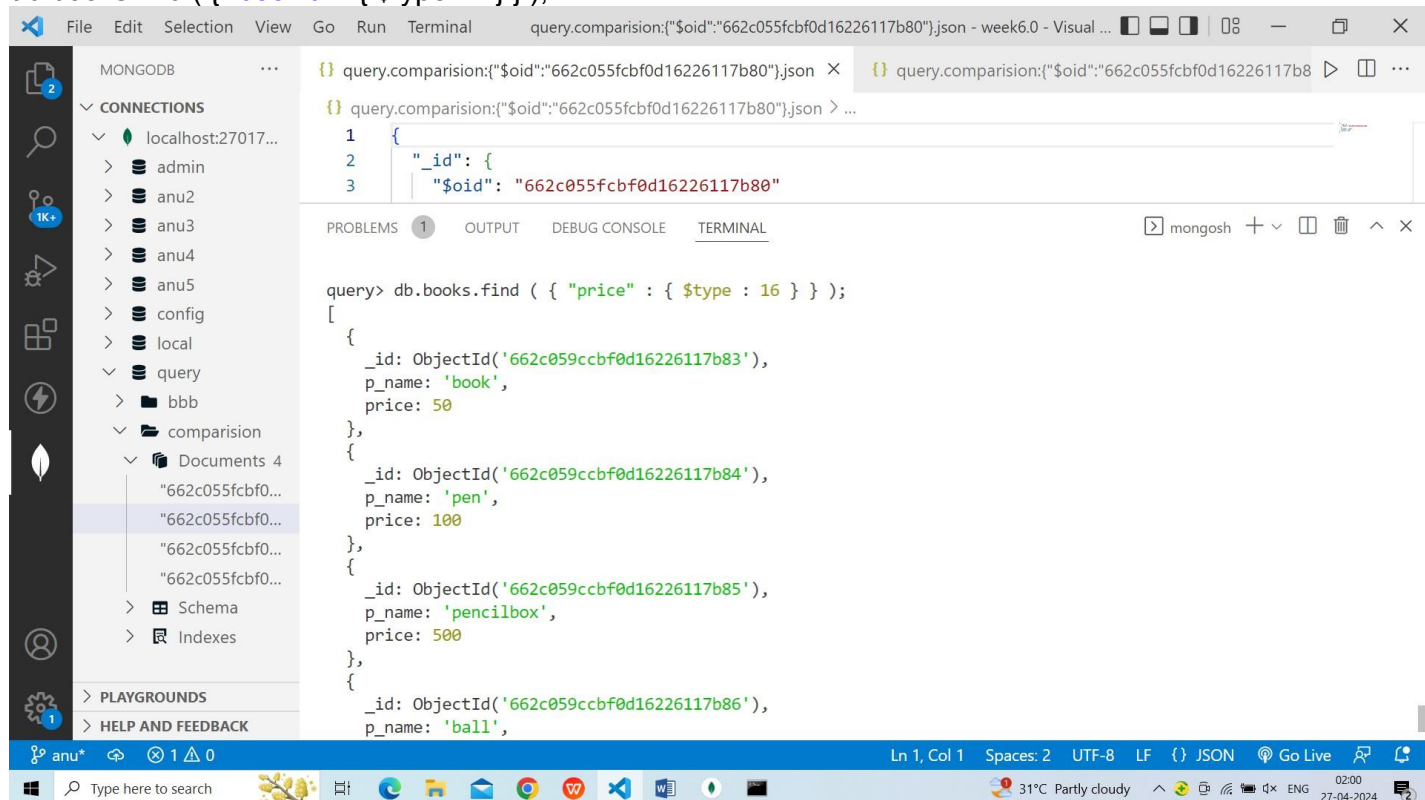 File Edit Selection View Go Run Terminal query.comparision:{"$oid":"662c055fcbf0d16226117b80"}.json - week6.0 - Visual ...
MONGODB ...
CONNECTIONS
localhost:27017...
admin
anu2
anu3
anu4
anu5
config
local
query
bbb
comparision
Documents 4
"662c055fcbf0...
"662c055fcbf0...
"662c055fcbf0...
"662c055fcbf0...
Schema
Indexes
PLAYGROUNDS
HELP AND FEEDBACK
2
1K+
1
{} query.comparision:{"$oid":"662c055fcbf0d16226117b80"}.json × {} query.comparision:{"$oid":"662c055fcbf0d16226117b8
{} query.comparision:{"$oid":"662c055fcbf0d16226117b80"}.json > ...
1 {
2 "_id": {
3 "$oid": "662c055fcbf0d16226117b80"
PROBLEMS 1 OUTPUT DEBUG CONSOLE TERMINAL mongosh
query> db.books.find ( { "price" : { $type : 16 } } );
[
{
_id: ObjectId('662c059ccbf0d16226117b83'),
p_name: 'book',
price: 50
},
{
_id: ObjectId('662c059ccbf0d16226117b84'),
p_name: 'pen',
price: 100
},
{
_id: ObjectId('662c059ccbf0d16226117b85'),
p_name: 'pencilbox',
price: 500
},
{
_id: ObjectId('662c059ccbf0d16226117b86'),
p_name: 'ball',
anu* 1 0 Ln 1, Col 1 Spaces: 2 UTF-8 LF {} JSON Go Live
Type here to search 31°C Partly cloudy ENG 02:00
27-04-2024 2